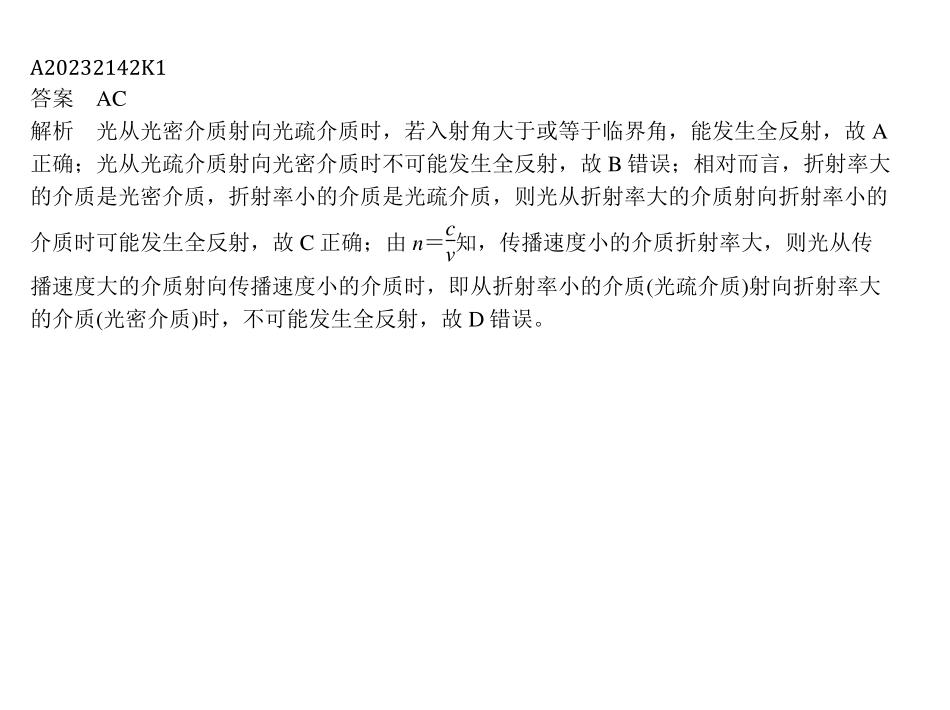 A20232142K1
答案　AC
解析　光从光密介质射向光疏介质时，若入射角大于或等于临界角，能发生全反射，故 A
正确；光从光疏介质射向光密介质时不可能发生全反射，故 B 错误；相对而言，折射率大
的介质是光密介质，折射率小的介质是光疏介质，则光从折射率大的介质射向折射率小的
介质时可能发生全反射，故 C 正确；由 n＝c/v知，传播速度小的介质折射率大，则光从传
播速度大的介质射向传播速度小的介质时，即从折射率小的介质(光疏介质)射向折射率大
的介质(光密介质)时，不可能发生全反射，故 D 错误。